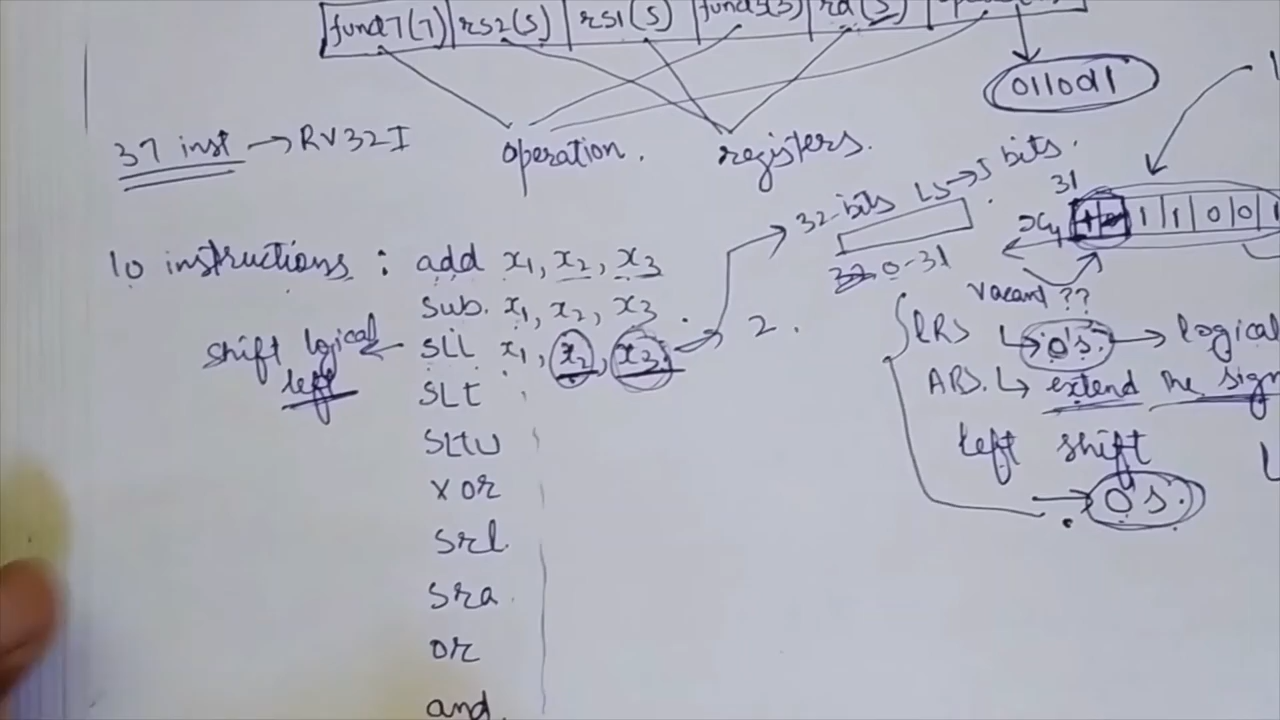 funct7(7) rs2(5) rs1(5) funct3(3) rd(5)
0110011
37 inst → RV32I
operation.
registers.
32-bits LS → 5 bits.
31
x4 1 1 0 0 1
32 0-31
Vacant ??
10 instructions : add x1, x2, x3
sub. x1, x2, x3
shift logical left ← sll x1, x2, x3. → 2.
SLt
SLtU
xor
srl
sra
or
and
LRS ↳ 0's. → logical
ARS. ↳ extend the sign
left shift
→ 0's.